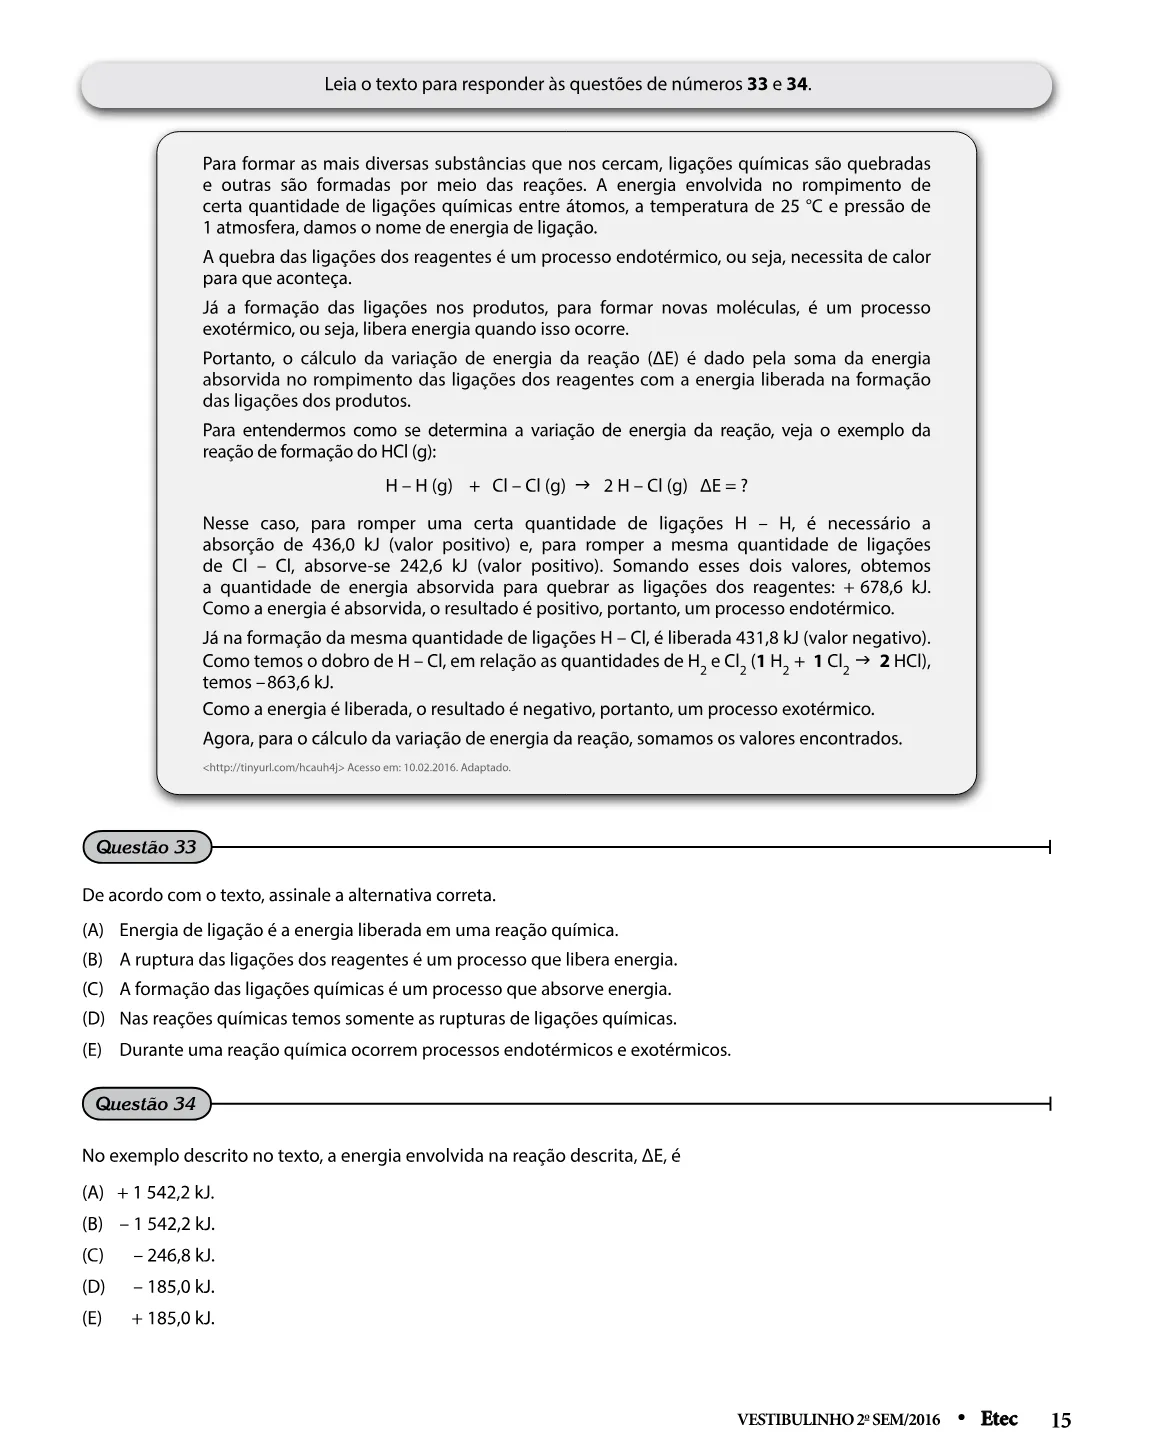 Leia o texto para responder às questões de números 33 e 34.
Para formar as mais diversas substâncias que nos cercam, ligações químicas são quebradas
e outras são formadas por meio das reações. A energia envolvida no rompimento de
certa quantidade de ligações químicas entre átomos, a temperatura de 25 °C e pressão de
1 atmosfera, damos o nome de energia de ligação.
A quebra das ligações dos reagentes é um processo endotérmico, ou seja, necessita de calor
para que aconteça.
Já a formação das ligações nos produtos, para formar novas moléculas, é um processo
exotérmico, ou seja, libera energia quando isso ocorre.
Portanto, o cálculo da variação de energia da reação (ΔE) é dado pela soma da energia
absorvida no rompimento das ligações dos reagentes com a energia liberada na formação
das ligações dos produtos.
Para entendermos como se determina a variação de energia da reação, veja o exemplo da
reação de formação do HCl (g):
H – H (g) + Cl – Cl (g) → 2 H – Cl (g) ΔE = ?
Nesse caso, para romper uma certa quantidade de ligações H – H, é necessário a
absorção de 436,0 kJ (valor positivo) e, para romper a mesma quantidade de ligações
de Cl – Cl, absorve-se 242,6 kJ (valor positivo). Somando esses dois valores, obtemos
a quantidade de energia absorvida para quebrar as ligações dos reagentes: + 678,6 kJ.
Como a energia é absorvida, o resultado é positivo, portanto, um processo endotérmico.
Já na formação da mesma quantidade de ligações H – Cl, é liberada 431,8 kJ (valor negativo).
Como temos o dobro de H – Cl, em relação as quantidades de H2 e Cl2 (1 H2 + 1 Cl2 → 2 HCl),
temos – 863,6 kJ.
Como a energia é liberada, o resultado é negativo, portanto, um processo exotérmico.
Agora, para o cálculo da variação de energia da reação, somamos os valores encontrados.
<http://tinyurl.com/hcauh4j> Acesso em: 10.02.2016. Adaptado.
Questão 33
De acordo com o texto, assinale a alternativa correta.
(A) Energia de ligação é a energia liberada em uma reação química.
(B) A ruptura das ligações dos reagentes é um processo que libera energia.
(C) A formação das ligações químicas é um processo que absorve energia.
(D) Nas reações químicas temos somente as rupturas de ligações químicas.
(E) Durante uma reação química ocorrem processos endotérmicos e exotérmicos.
Questão 34
No exemplo descrito no texto, a energia envolvida na reação descrita, ΔE, é
(A) + 1 542,2 kJ.
(B) – 1 542,2 kJ.
(C) – 246,8 kJ.
(D) – 185,0 kJ.
(E) + 185,0 kJ.
VESTIBULINHO 2º SEM/2016 • Etec 15